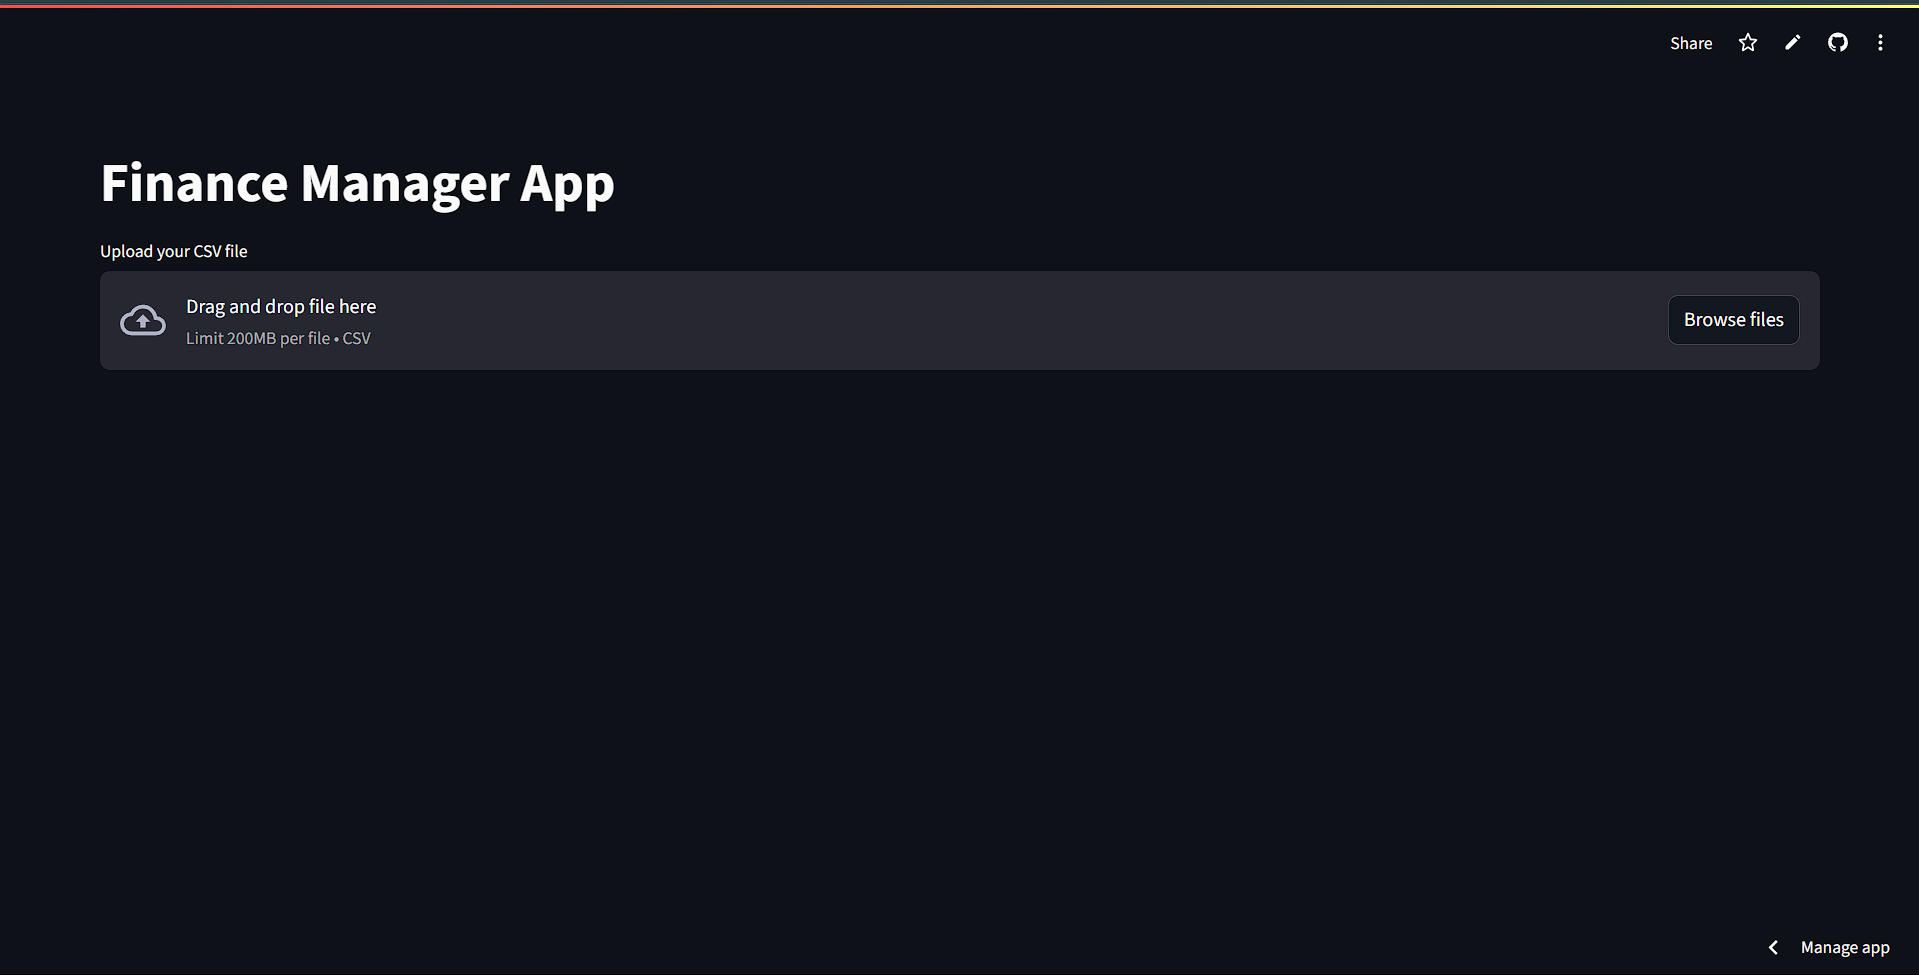 Share
Finance Manager App
Upload your CSV file
Drag and drop file here
Limit 200MB per file • CSV
Browse files
Manage app